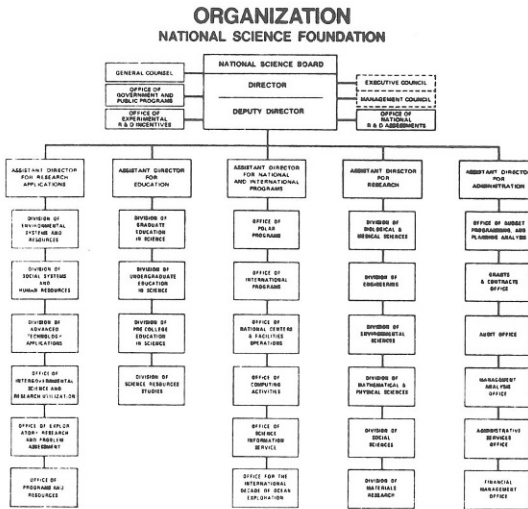 ORGANIZATION
NATIONAL SCIENCE FOUNDATION
NATIONAL SCIENCE BOARD
DIRECTOR
DEPUTY DIRECTOR
GENERAL COUNSEL
OFFICE OF
GOVERNMENT AND
PUBLIC PROGRAMS
OFFICE OF
EXPERIMENTAL
R & D INCENTIVES
EXECUTIVE COUNCIL
MANAGEMENT COUNCIL
OFFICE OF
NATIONAL
R & D ASSESSMENTS
ASSISTANT DIRECTOR
FOR RESEARCH
APPLICATIONS
DIVISION OF
ENVIRONMENTAL
SYSTEMS AND
RESOURCES
DIVISION OF
SOCIAL SYSTEMS
AND
HUMAN RESOURCES
DIVISION OF
ADVANCED
TECHNOLOGY
APPLICATIONS
OFFICE OF
INTERGOVERNMENTAL
SCIENCE AND
RESEARCH UTILIZATION
OFFICE OF EXPLOR
ATORY RESEARCH
AND PROBLEM
ASSESSMENT
OFFICE OF
PROGRAMS AND
RESOURCES
ASSISTANT DIRECTOR
FOR
EDUCATION
DIVISION OF
GRADUATE
EDUCATION
IN SCIENCE
DIVISION OF
UNDERGRADUATE
EDUCATION
IN SCIENCE
DIVISION OF
PRE COLLEGE
EDUCATION
IN SCIENCE
DIVISION OF
SCIENCE RESOURCES
STUDIES
ASSISTANT DIRECTOR
FOR NATIONAL
AND INTERNATIONAL
PROGRAMS
OFFICE OF
POLAR
PROGRAMS
OFFICE OF
INTERNATIONAL
PROGRAMS
OFFICE OF
NATIONAL CENTERS
& FACILITIES
OPERATIONS
OFFICE OF
COMPUTING
ACTIVITIES
OFFICE OF
SCIENCE
INFORMATION
SERVICE
OFFICE FOR THE
INTERNATIONAL
DECADE OF OCEAN
EXPLORATION
ASSISTANT DIRECTOR
FOR
RESEARCH
DIVISION OF
BIOLOGICAL &
MEDICAL SCIENCES
DIVISION OF
ENGINEERING
DIVISION OF
ENVIRONMENTAL
SCIENCES
DIVISION OF
MATHEMATICAL &
PHYSICAL SCIENCES
DIVISION OF
SOCIAL
SCIENCES
DIVISION OF
MATERIALS
RESEARCH
ASSISTANT DIRECTOR
FOR
ADMINISTRATION
OFFICE OF BUDGET
PROGRAMMING, AND
PLANNING ANALYSIS
GRANTS
& CONTRACTS
OFFICE
AUDIT OFFICE
MANAGEMENT
ANALYSIS
OFFICE
ADMINISTRATIVE
SERVICES
OFFICE
FINANCIAL
MANAGEMENT
OFFICE